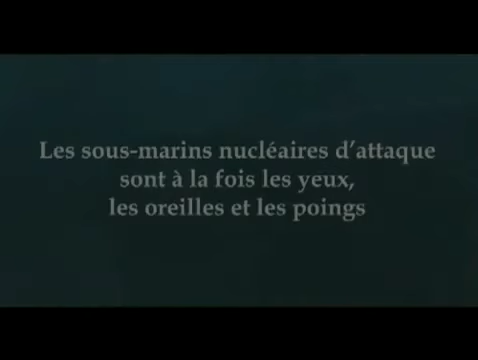 Les sous-marins nucléaires d’attaque
sont à la fois les yeux,
les oreilles et les poings